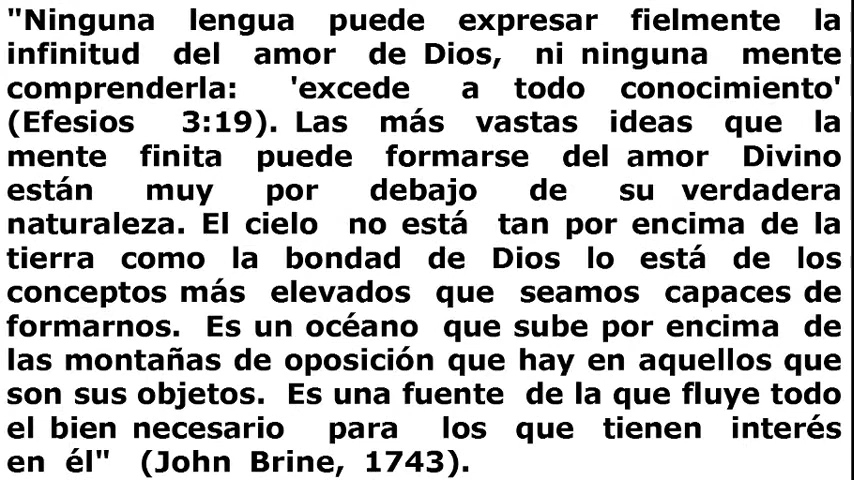 "Ninguna lengua puede expresar fielmente la
infinitud del amor de Dios, ni ninguna mente
comprenderla: 'excede a todo conocimiento'
(Efesios 3:19). Las más vastas ideas que la
mente finita puede formarse del amor Divino
están muy por debajo de su verdadera
naturaleza. El cielo no está tan por encima de la
tierra como la bondad de Dios lo está de los
conceptos más elevados que seamos capaces de
formarnos. Es un océano que sube por encima de
las montañas de oposición que hay en aquellos que
son sus objetos. Es una fuente de la que fluye todo
el bien necesario para los que tienen interés
en él" (John Brine, 1743).